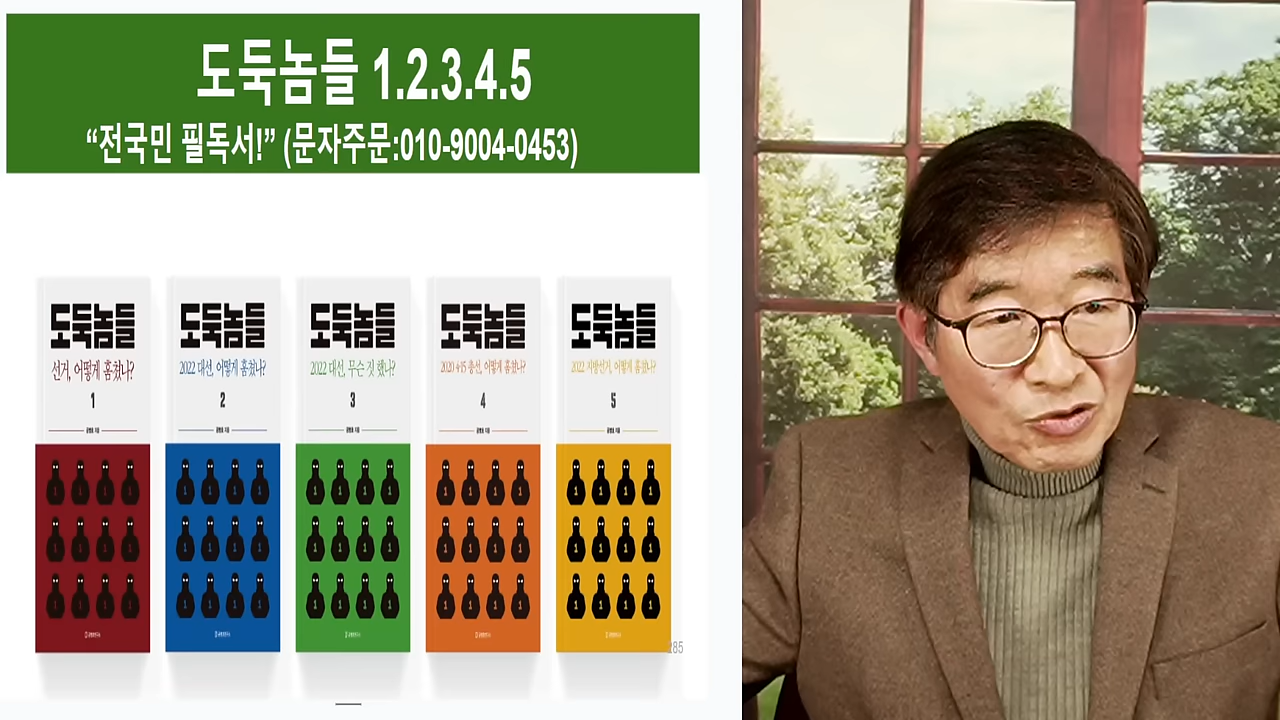 도둑놈들 1.2.3.4.5
“전국민 필독서!” (문자주문:010-9004-0453)
도둑놈들
선거, 어떻게 훔쳤나?
1
도둑놈들
2022 대선, 어떻게 훔쳤나?
2
도둑놈들
2022 대선, 무슨 짓 했나?
3
도둑놈들
2020 4·15 총선, 어떻게 훔쳤나?
4
도둑놈들
2022 지방선거, 어떻게 훔쳤나?
5
285